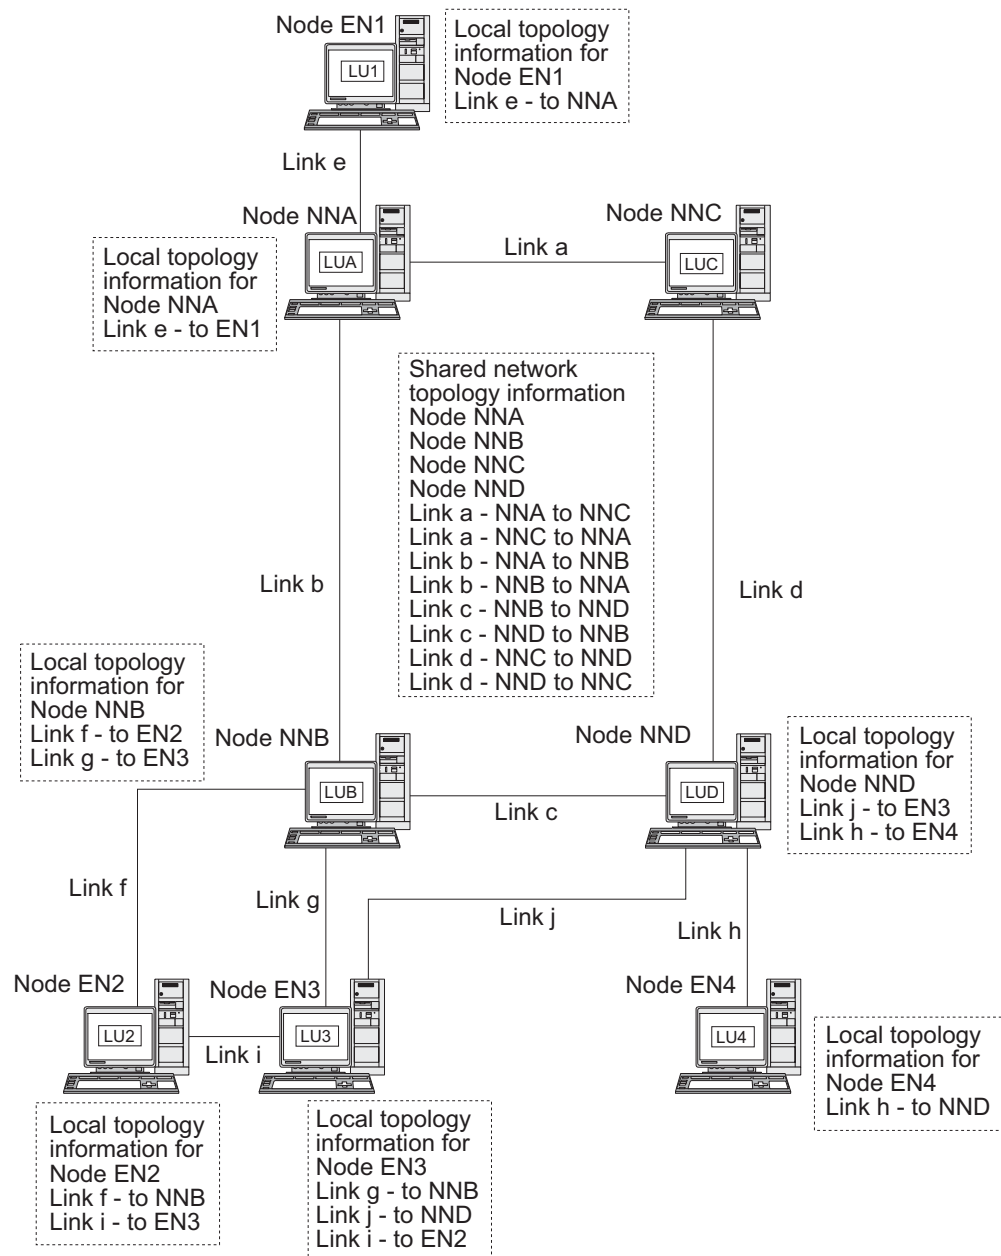 Node EN1
LU1
Local topology
information for
Node EN1
Link e - to NNA
Link e
Node NNA
LUA
Local topology
information for
Node NNA
Link e - to EN1
Link a
Node NNC
LUC
Shared network
topology information
Node NNA
Node NNB
Node NNC
Node NND
Link a - NNA to NNC
Link a - NNC to NNA
Link b - NNA to NNB
Link b - NNB to NNA
Link c - NNB to NND
Link c - NND to NNB
Link d - NNC to NND
Link d - NND to NNC
Link b
Link d
Local topology
information for
Node NNB
Link f - to EN2
Link g - to EN3
Node NNB
LUB
Link c
Node NND
LUD
Local topology
information for
Node NND
Link j - to EN3
Link h - to EN4
Link f
Link g
Link j
Link h
Node EN2
LU2
Link i
Node EN3
LU3
Node EN4
LU4
Local topology
information for
Node EN4
Link h - to NND
Local topology
information for
Node EN2
Link f - to NNB
Link i - to EN3
Local topology
information for
Node EN3
Link g - to NNB
Link j - to NND
Link i - to EN2